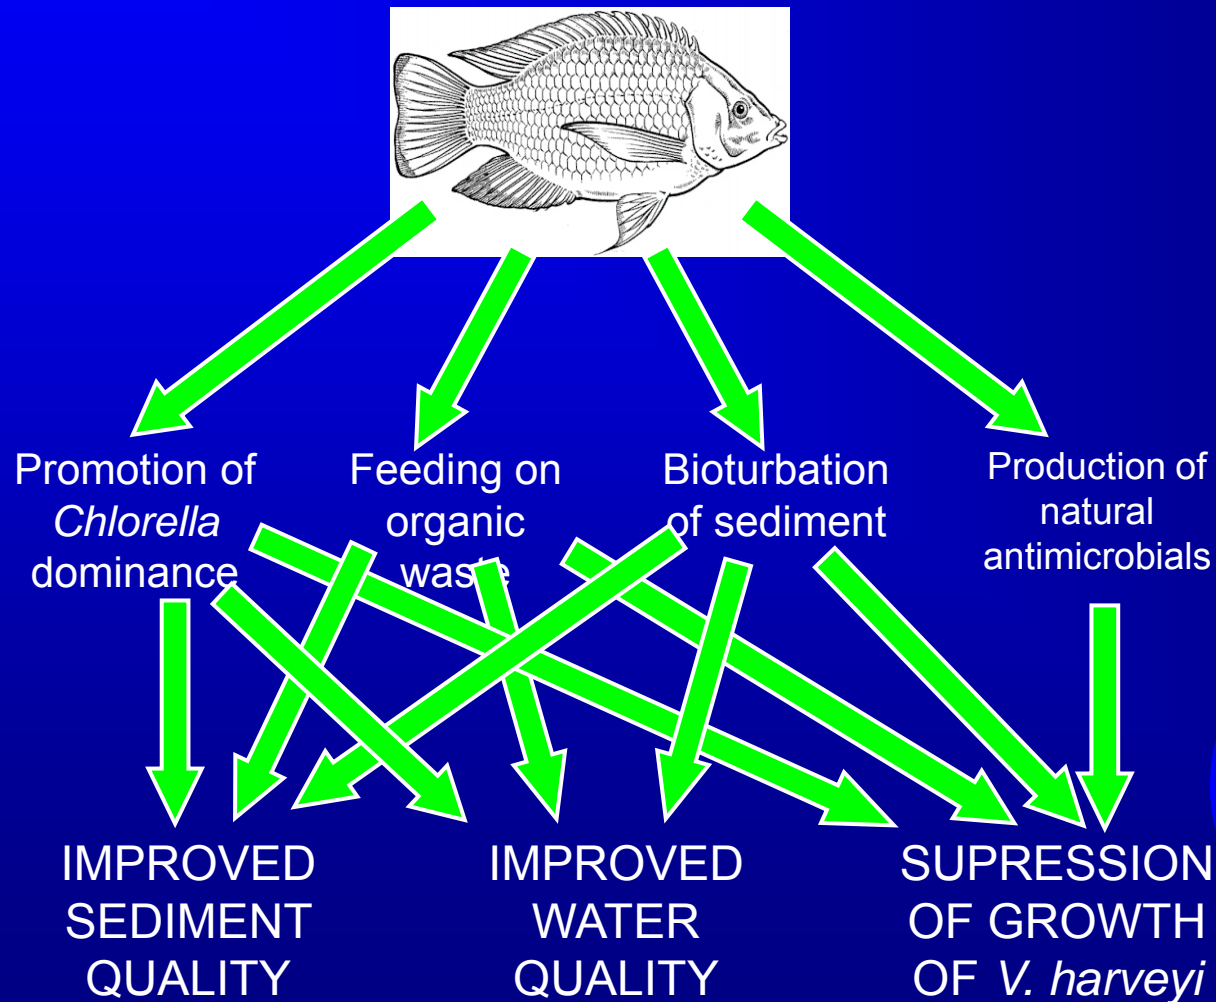 Promotion of
Chlorella
dominance
Feeding on
organic
waste
Bioturbation
of sediment
Production of
natural
antimicrobials
IMPROVED
SEDIMENT
QUALITY
IMPROVED
WATER
QUALITY
SUPRESSION
OF GROWTH
OF V. harveyi